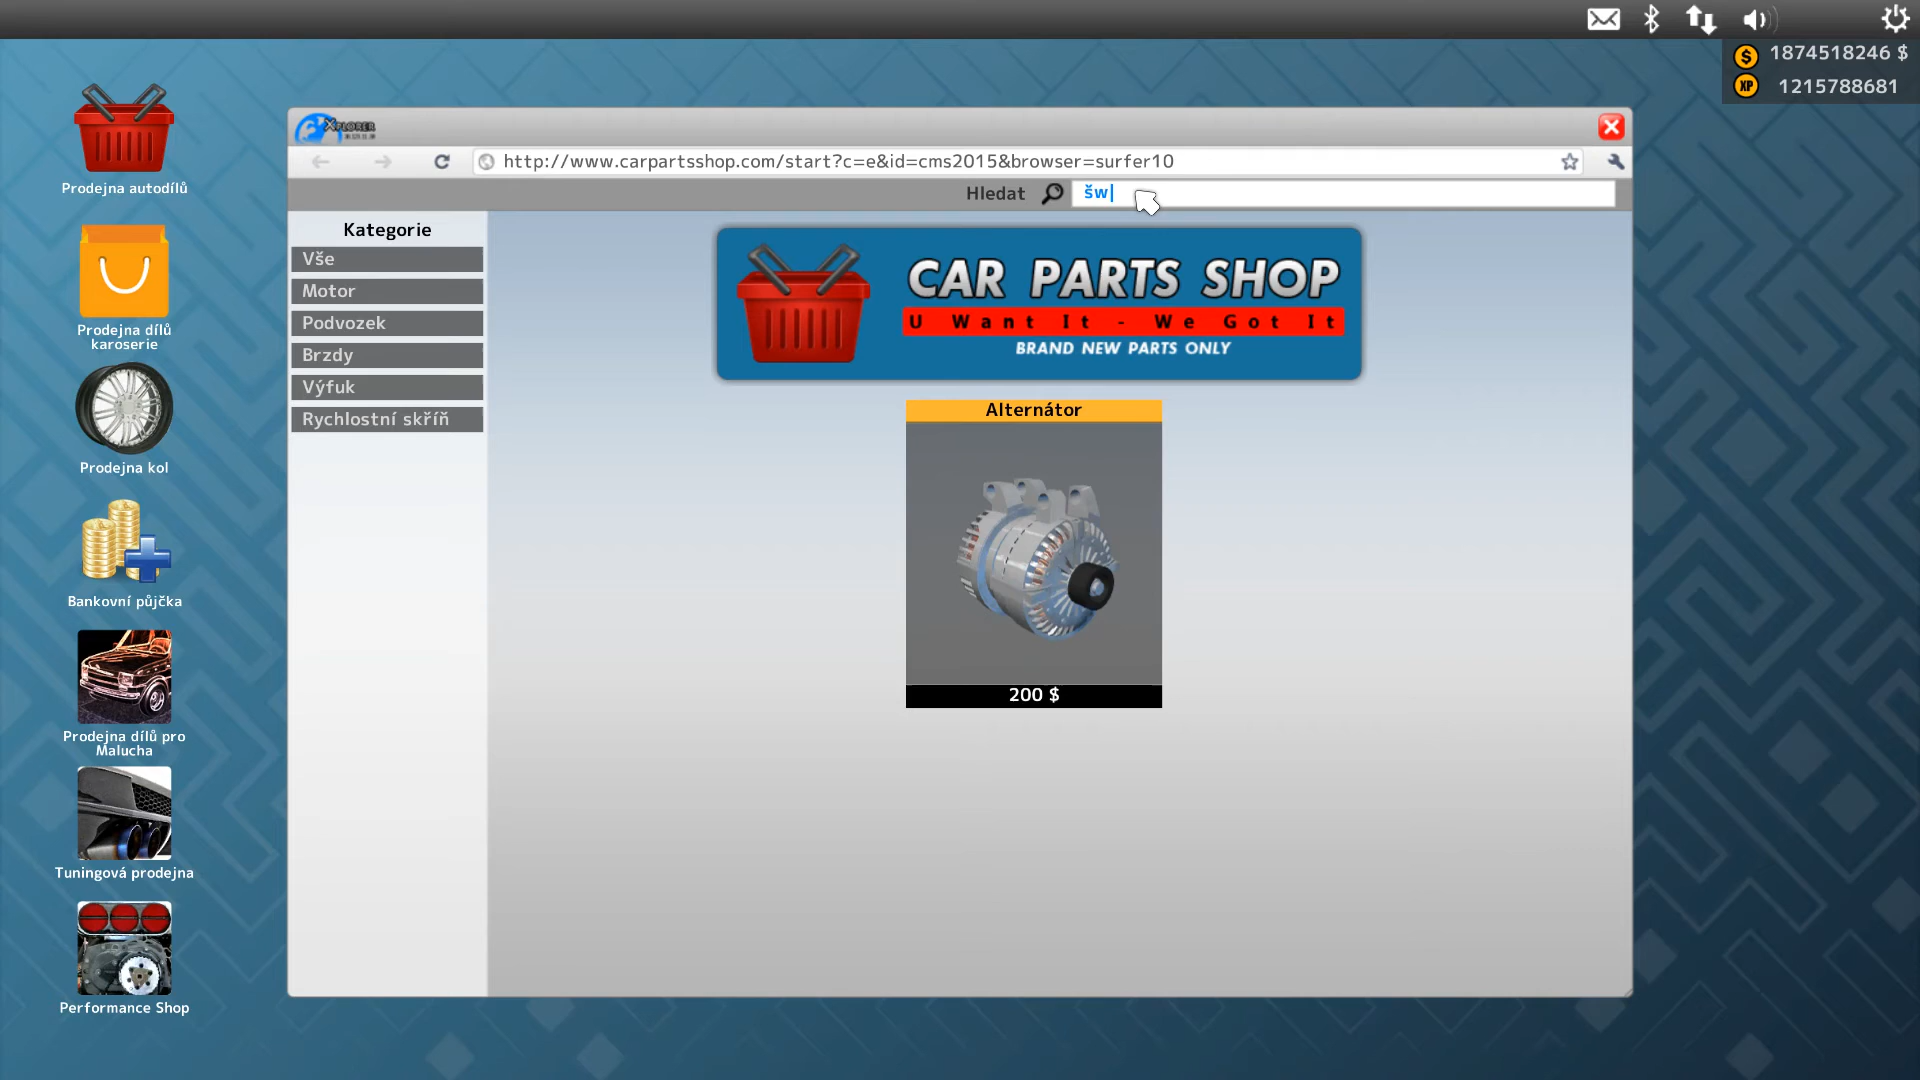 1874518246 $
XP 1215788681
Prodejna autodílů
Prodejna dílů
karoserie
Prodejna kol
Bankovní půjčka
Prodejna dílů pro
Malucha
Tuningová prodejna
Performance Shop
XPLORER
http://www.carpartsshop.com/start?c=e&id=cms2015&browser=surfer10
Hledat šw
Kategorie
Vše
Motor
Podvozek
Brzdy
Výfuk
Rychlostní skříň
CAR PARTS SHOP
U Want It - We Got It
BRAND NEW PARTS ONLY
Alternátor
200 $